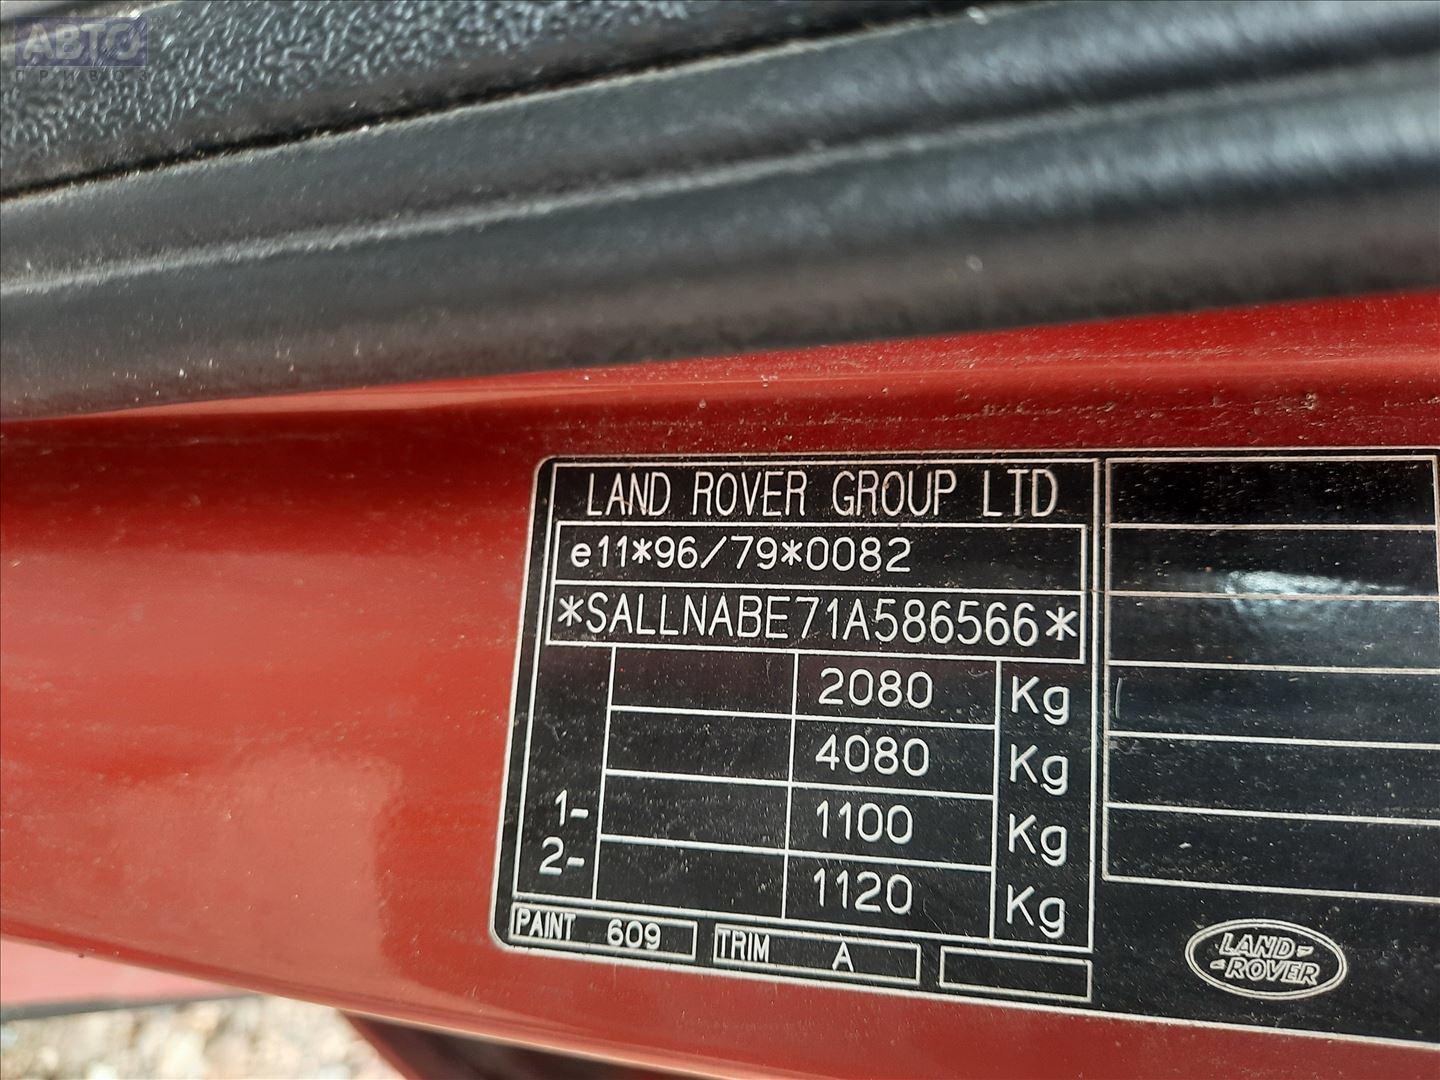 АВТО
ПРИВОЗ
LAND ROVER GROUP LTD
e11*96/79*0082
*SALLNABE71A586566*
2080 Kg
4080 Kg
1- 1100 Kg
2- 1120 Kg
PAINT 609 TRIM A
LAND-
-ROVER